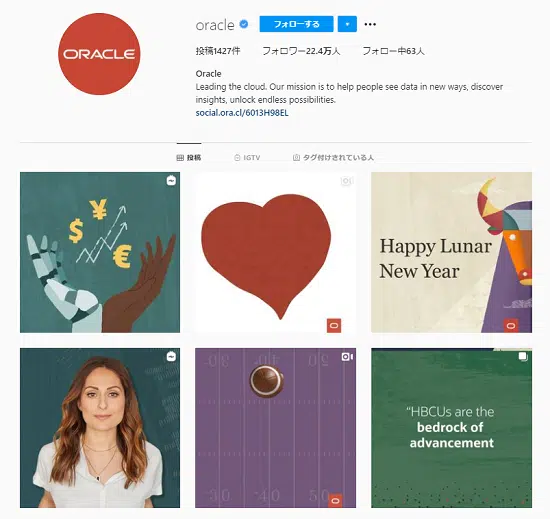 ORACLE
oracle
フォローする
投稿1427件 フォロワー22.4万人 フォロー中63人
Oracle
Leading the cloud. Our mission is to help people see data in new ways, discover
insights, unlock endless possibilities.
social.ora.cl/6013H98EL
投稿 IGTV タグ付けされている人
$ ¥ €
Happy Lunar
New Year
30 40 50
30 40 50
"HBCUs are the
bedrock of
advancement